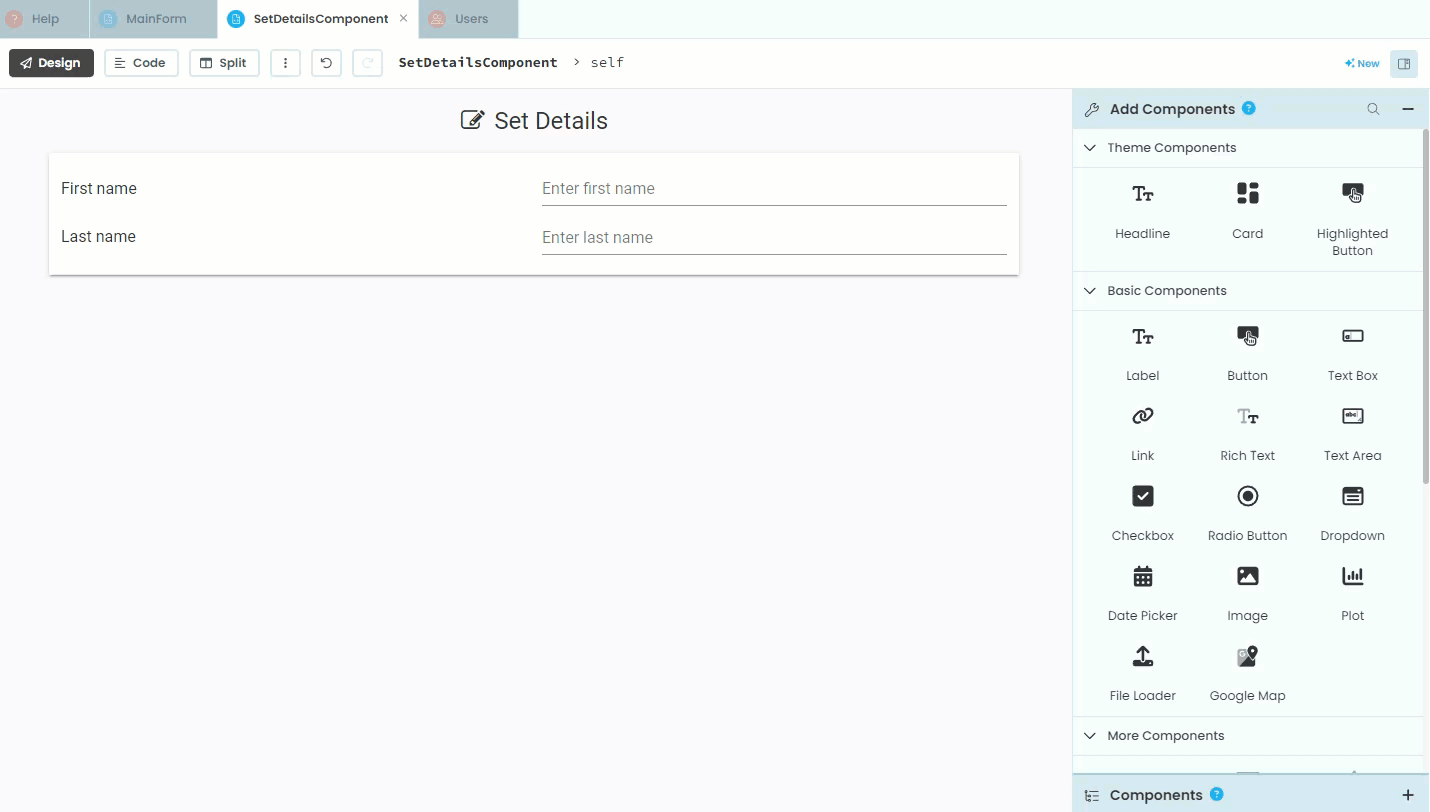 Help MainForm SetDetailsComponent × Users
Design Code Split SetDetailsComponent > self New
Set Details
First name Enter first name
Last name Enter last name
Add Components ?
Theme Components
Headline Card Highlighted
Button
Basic Components
Label Button Text Box
Link Rich Text Text Area
Checkbox Radio Button Dropdown
Date Picker Image Plot
File Loader Google Map
More Components
Components ?